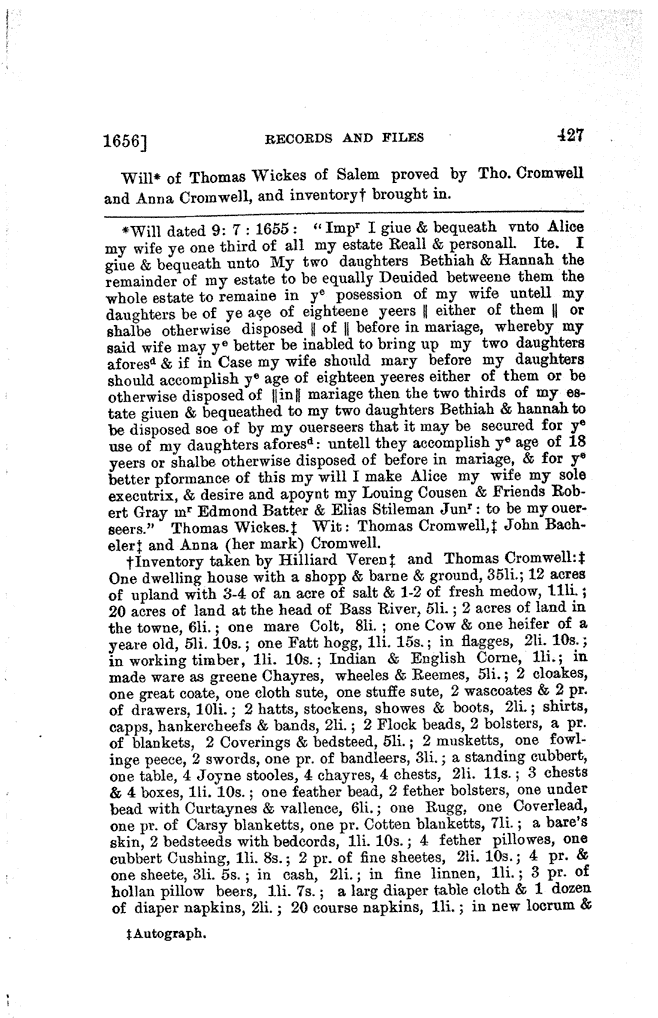 1656] RECORDS AND FILES 427
Will* of Thomas Wickes of Salem proved by Tho. Cromwell
and Anna Cromwell, and inventory† brought in.
*Will dated 9: 7 : 1655 : "Impʳ I giue & bequeath vnto Alice
my wife ye one third of all my estate Reall & personall. Ite. I
giue & bequeath unto My two daughters Bethiah & Hannah the
remainder of my estate to be equally Deuided betweene them the
whole estate to remaine in yᵉ posession of my wife untell my
daughters be of ye age of eighteene yeers ‖ either of them ‖ or
shalbe otherwise disposed ‖ of ‖ before in mariage, whereby my
said wife may yᵉ better be inabled to bring up my two daughters
aforesᵈ & if in Case my wife should mary before my daughters
should accomplish yᵉ age of eighteen yeeres either of them or be
otherwise disposed of ‖in‖ mariage then the two thirds of my es-
tate giuen & bequeathed to my two daughters Bethiah & hannah to
be disposed soe of by my ouerseers that it may be secured for yᵉ
use of my daughters aforesᵈ: untell they accomplish yᵉ age of 18
yeers or shalbe otherwise disposed of before in mariage, & for yᵉ
better pformance of this my will I make Alice my wife my sole
executrix, & desire and apoynt my Louing Cousen & Friends Rob-
ert Gray mʳ Edmond Batter & Elias Stileman Junʳ: to be my ouer-
seers." Thomas Wickes.‡ Wit: Thomas Cromwell,‡ John Bach-
eler‡ and Anna (her mark) Cromwell.
†Inventory taken by Hilliard Veren‡ and Thomas Cromwell:‡
One dwelling house with a shopp & barne & ground, 35li.; 12 acres
of upland with 3-4 of an acre of salt & 1-2 of fresh medow, 11li.;
20 acres of land at the head of Bass River, 5li.; 2 acres of land in
the towne, 6li.; one mare Colt, 8li.; one Cow & one heifer of a
yeare old, 5li. 10s.; one Fatt hogg, 1li. 15s.; in flagges, 2li. 10s.;
in working timber, 1li. 10s.; Indian & English Corne, 1li.; in
made ware as greene Chayres, wheeles & Reemes, 5li.; 2 cloakes,
one great coate, one cloth sute, one stuffe sute, 2 wascoates & 2 pr.
of drawers, 10li.; 2 hatts, stockens, showes & boots, 2li.; shirts,
capps, hankercheefs & bands, 2li.; 2 Flock beads, 2 bolsters, a pr.
of blankets, 2 Coverings & bedsteed, 5li.; 2 musketts, one fowl-
inge peece, 2 swords, one pr. of bandleers, 3li.; a standing cubbert,
one table, 4 Joyne stooles, 4 chayres, 4 chests, 2li. 11s.; 3 chests
& 4 boxes, 1li. 10s.; one feather bead, 2 fether bolsters, one under
bead with Curtaynes & vallence, 6li.; one Rugg, one Coverlead,
one pr. of Carsy blanketts, one pr. Cotten blanketts, 7li.; a bare's
skin, 2 bedsteeds with bedcords, 1li. 10s.; 4 fether pillowes, one
cubbert Cushing, 1li. 8s.; 2 pr. of fine sheetes, 2li. 10s.; 4 pr. &
one sheete, 3li. 5s.; in cash, 2li.; in fine linnen, 1li.; 3 pr. of
hollan pillow beers, 1li. 7s.; a larg diaper table cloth & 1 dozen
of diaper napkins, 2li.; 20 course napkins, 1li.; in new locrum &
‡Autograph.